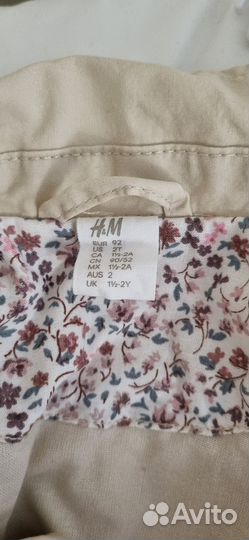 H&M
EUR 92
US 2T
CA 1½-2A
CN 90/52
MX 1½-2A
AUS 2
UK 1½-2Y
Avito